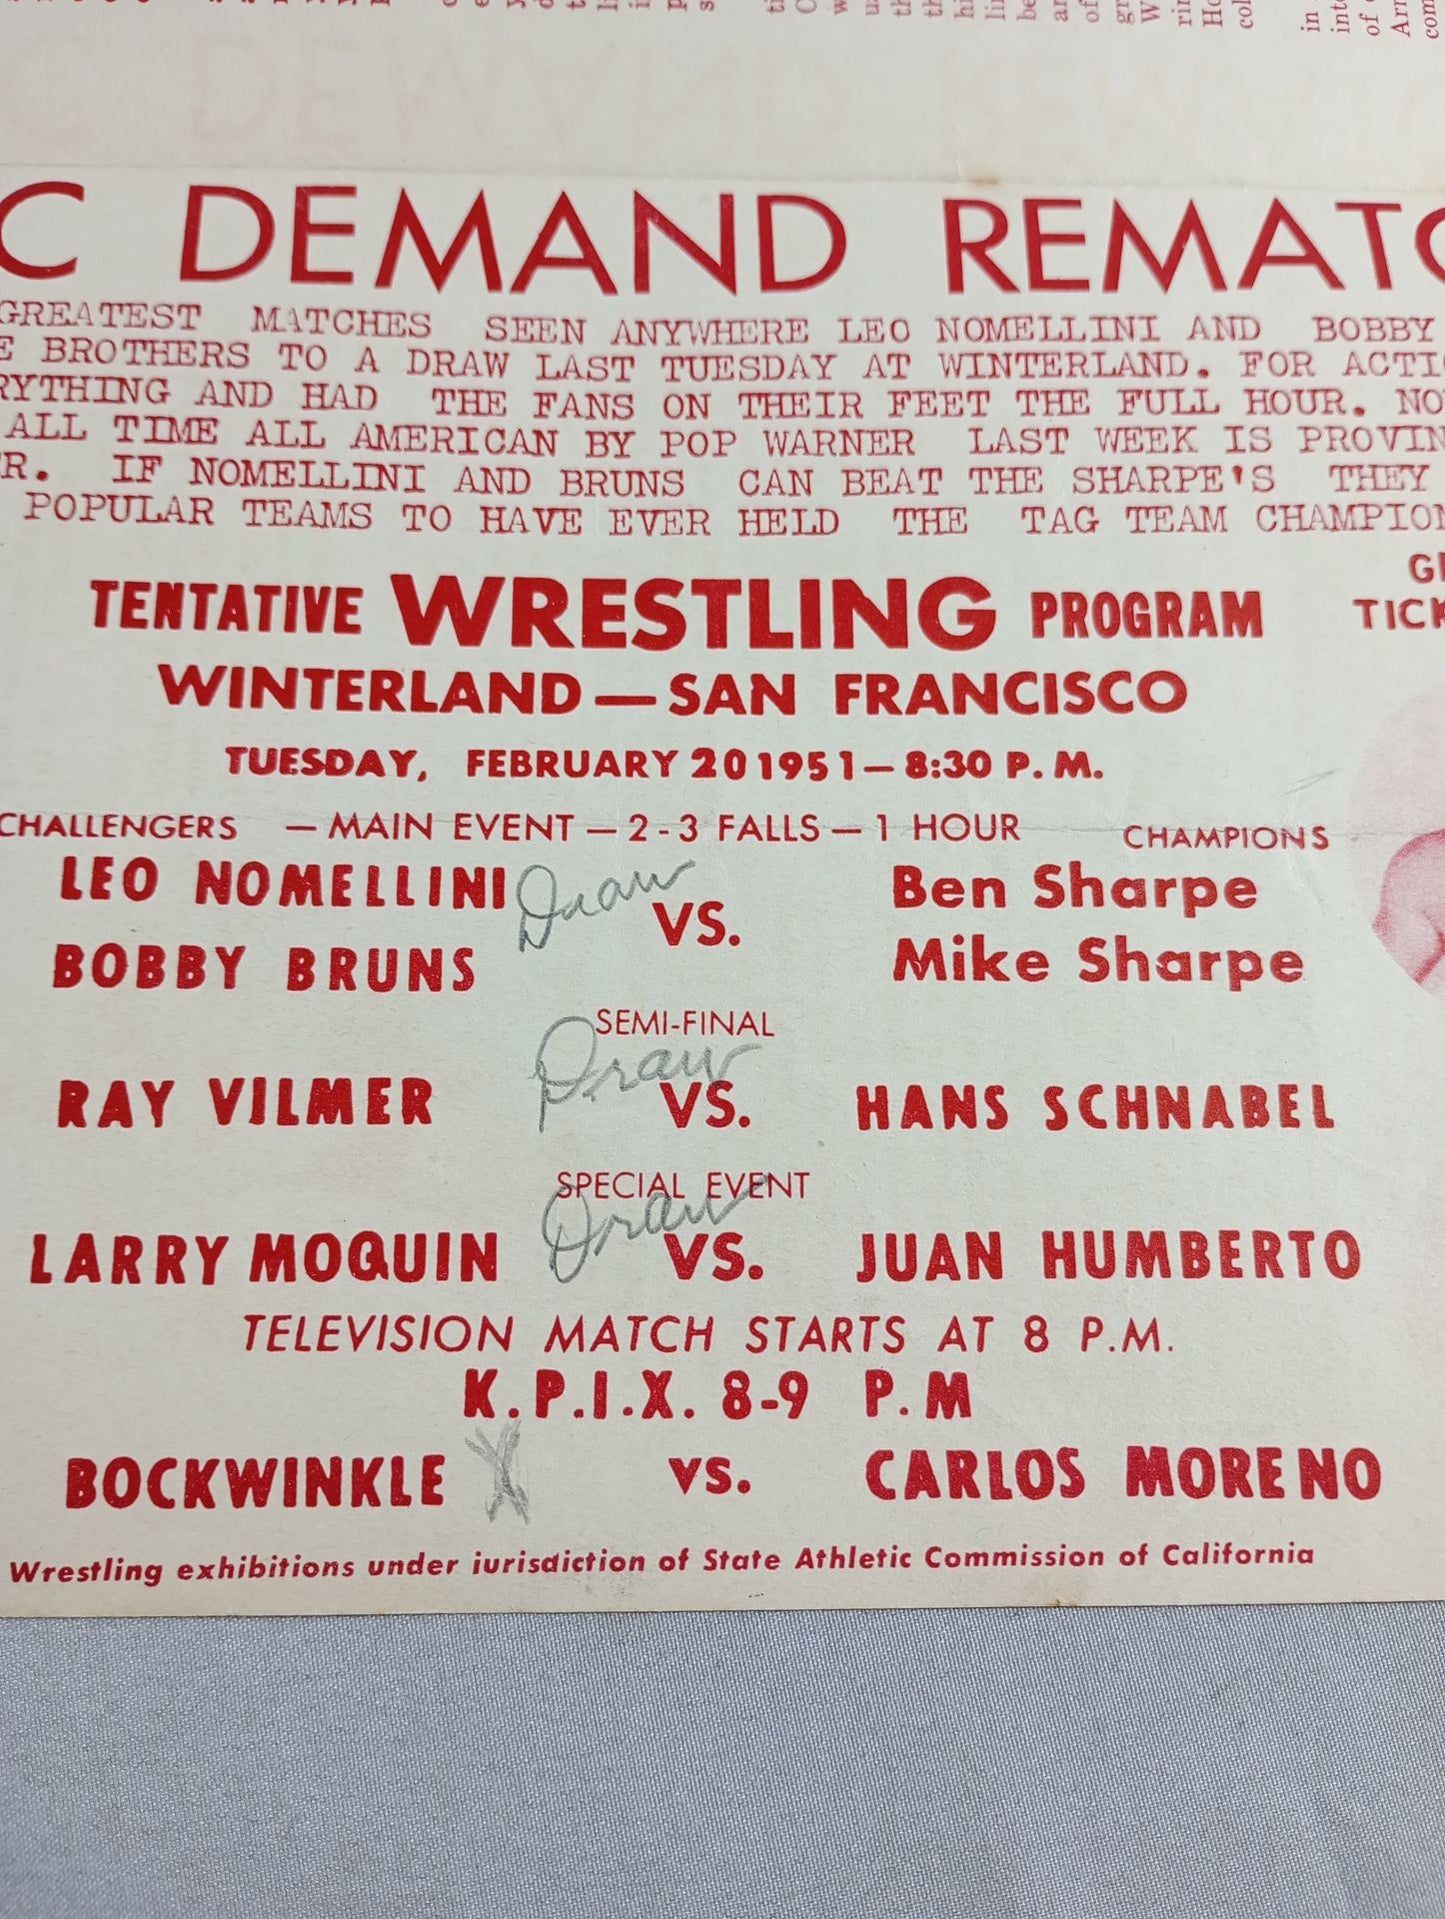 DEMAND REMATC
GREATEST MATCHES SEEN ANYWHERE LEO NOMELLINI AND BOBBY
BROTHERS TO A DRAW LAST TUESDAY AT WINTERLAND. FOR ACTI
RYTHING AND HAD THE FANS ON THEIR FEET THE FULL HOUR. NO
ALL TIME ALL AMERICAN BY POP WARNER LAST WEEK IS PROVIN
R. IF NOMELLINI AND BRUNS CAN BEAT THE SHARPE'S THEY
POPULAR TEAMS TO HAVE EVER HELD THE TAG TEAM CHAMPION
TENTATIVE WRESTLING PROGRAM
TICK
WINTERLAND — SAN FRANCISCO
TUESDAY, FEBRUARY 20 1951 — 8:30 P. M.
CHALLENGERS — MAIN EVENT — 2 - 3 FALLS — 1 HOUR CHAMPIONS
LEO NOMELLINI Draw VS. Ben Sharpe
BOBBY BRUNS Mike Sharpe
SEMI-FINAL
Draw
RAY VILMER VS. HANS SCHNABEL
SPECIAL EVENT
Draw
LARRY MOQUIN VS. JUAN HUMBERTO
TELEVISION MATCH STARTS AT 8 P.M.
K.P.I.X. 8-9 P. M
BOCKWINKLE X vs. CARLOS MORENO
Wrestling exhibitions under iurisdiction of State Athletic Commission of California